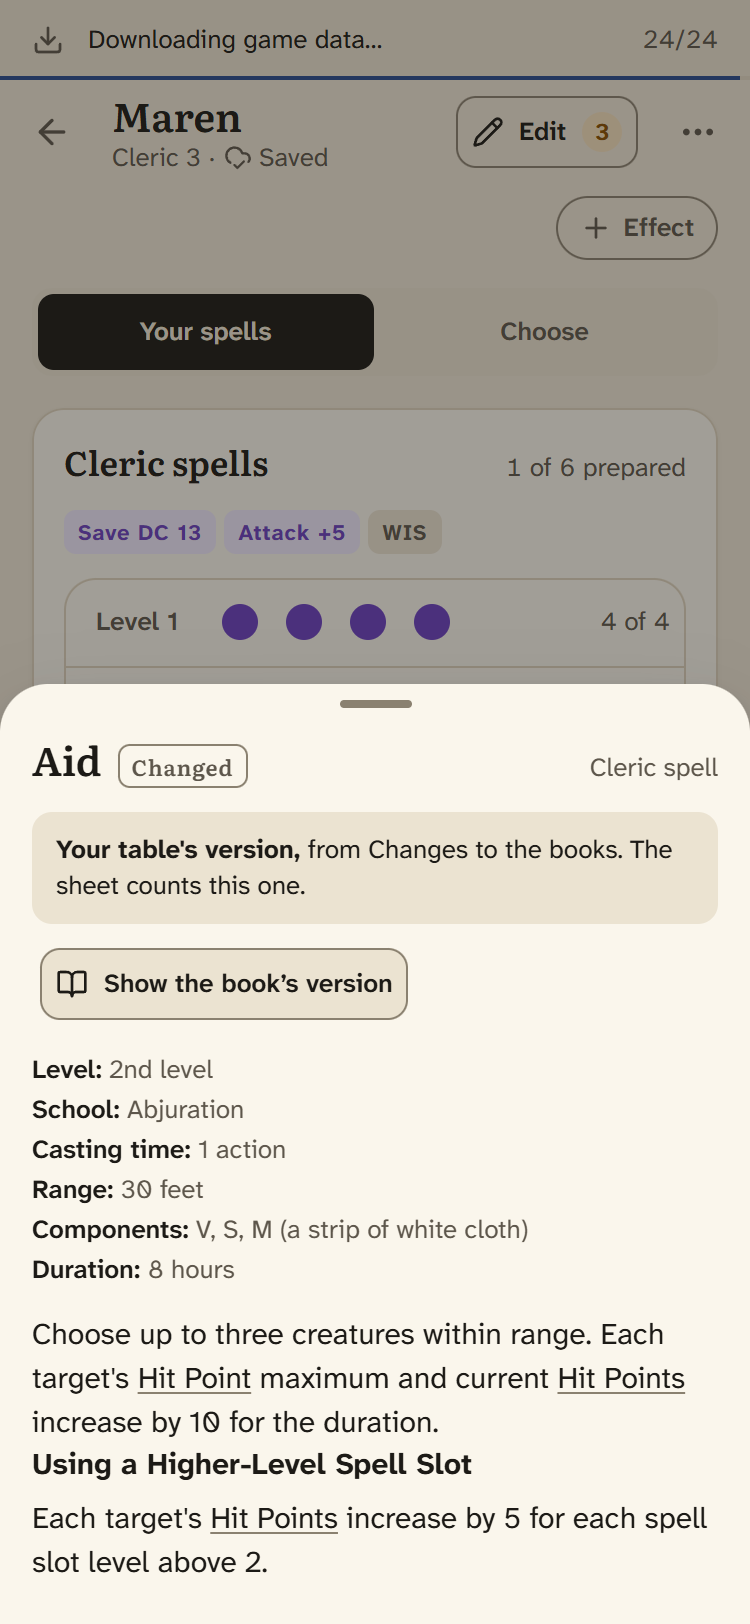 Downloading game data... 24/24
Maren
Cleric 3 · Saved
Edit 3
Effect
Your spells Choose
Cleric spells 1 of 6 prepared
Save DC 13 Attack +5 WIS
Level 1 4 of 4
Aid Changed Cleric spell
Your table's version, from Changes to the books. The
sheet counts this one.
Show the book’s version
Level: 2nd level
School: Abjuration
Casting time: 1 action
Range: 30 feet
Components: V, S, M (a strip of white cloth)
Duration: 8 hours
Choose up to three creatures within range. Each
target's Hit Point maximum and current Hit Points
increase by 10 for the duration.
Using a Higher-Level Spell Slot
Each target's Hit Points increase by 5 for each spell
slot level above 2.